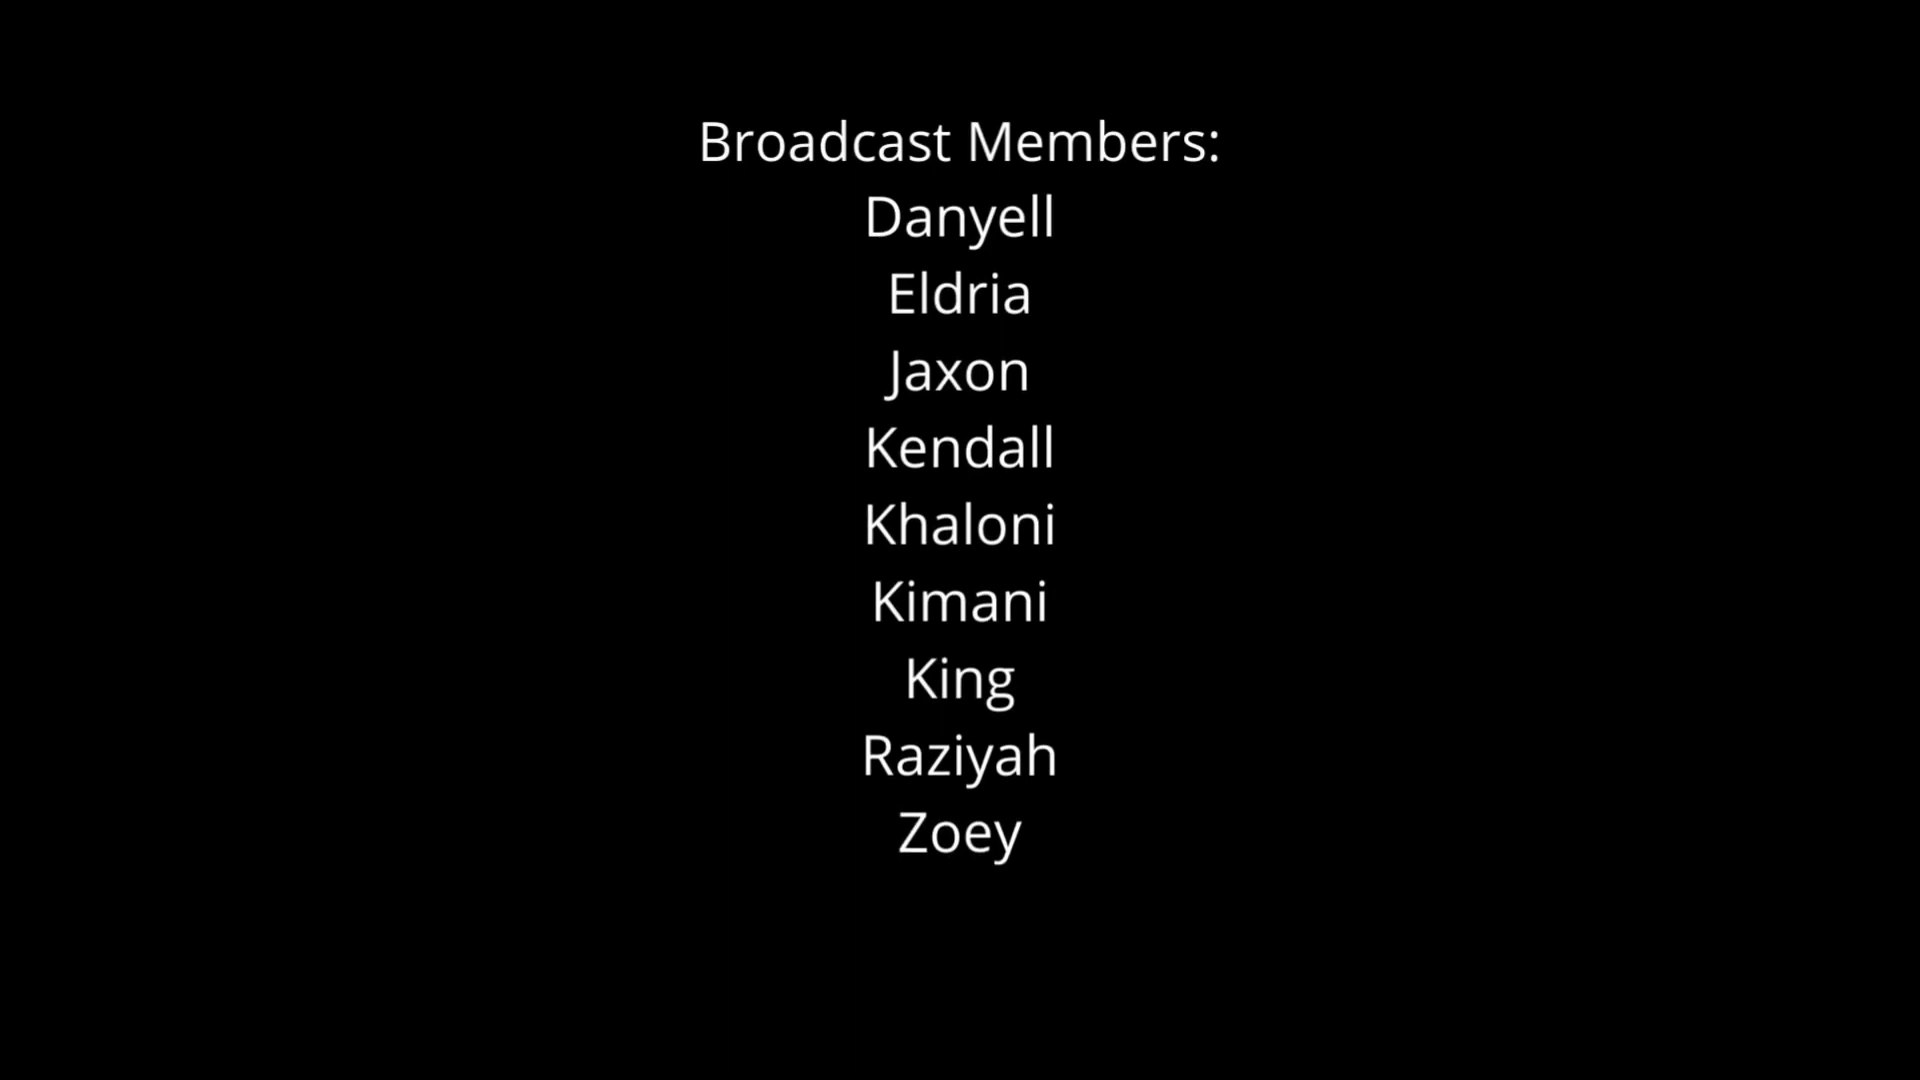 Broadcast Members:
Danyell
Eldria
Jaxon
Kendall
Khaloni
Kimani
King
Raziyah
Zoey